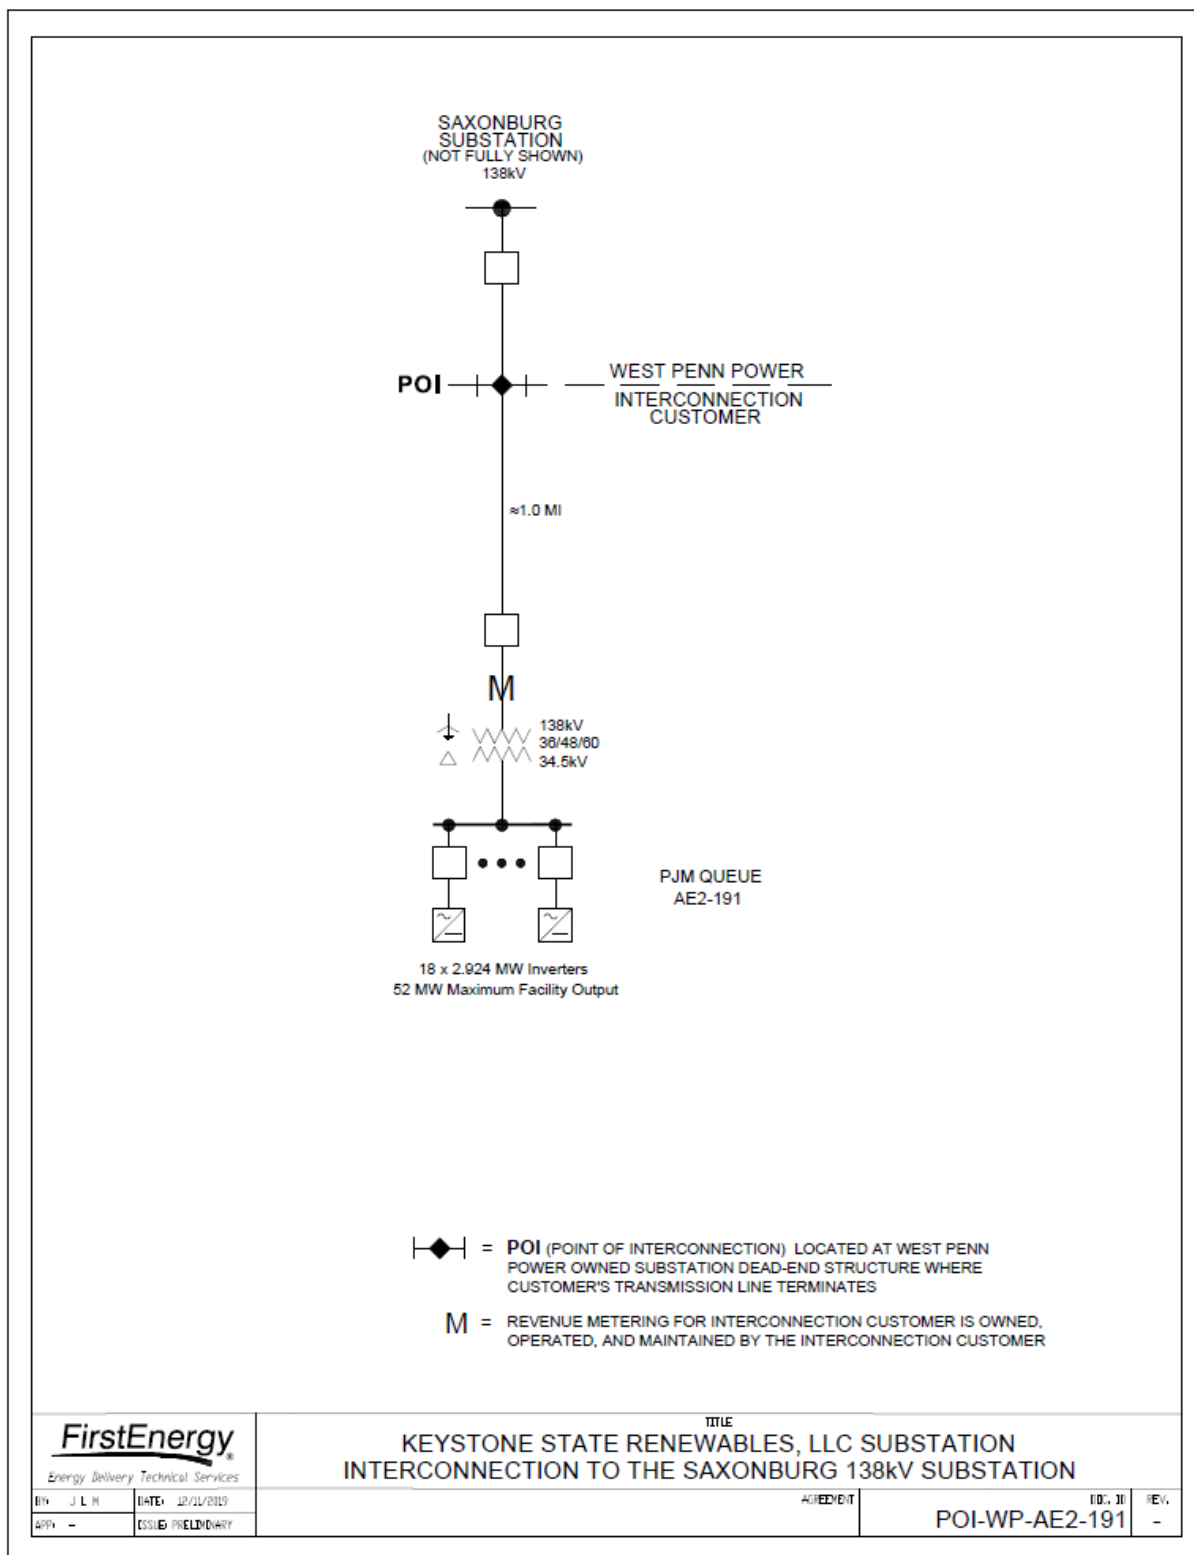 SAXONBURG
SUBSTATION
(NOT FULLY SHOWN)
138kV
POI
WEST PENN POWER
INTERCONNECTION
CUSTOMER
≈1.0 MI
M
138kV
36/48/60
34.5kV
PJM QUEUE
AE2-191
18 x 2.924 MW Inverters
52 MW Maximum Facility Output
= POI (POINT OF INTERCONNECTION) LOCATED AT WEST PENN
POWER OWNED SUBSTATION DEAD-END STRUCTURE WHERE
CUSTOMER'S TRANSMISSION LINE TERMINATES
M = REVENUE METERING FOR INTERCONNECTION CUSTOMER IS OWNED,
OPERATED, AND MAINTAINED BY THE INTERCONNECTION CUSTOMER
FirstEnergy®
Energy Delivery Technical Services
BY: J L M
DATE: 12/11/2019
APP: -
ISSUE: PRELIMINARY
TITLE
KEYSTONE STATE RENEWABLES, LLC SUBSTATION
INTERCONNECTION TO THE SAXONBURG 138kV SUBSTATION
AGREEMENT
DOC. ID
POI-WP-AE2-191
REV.
-